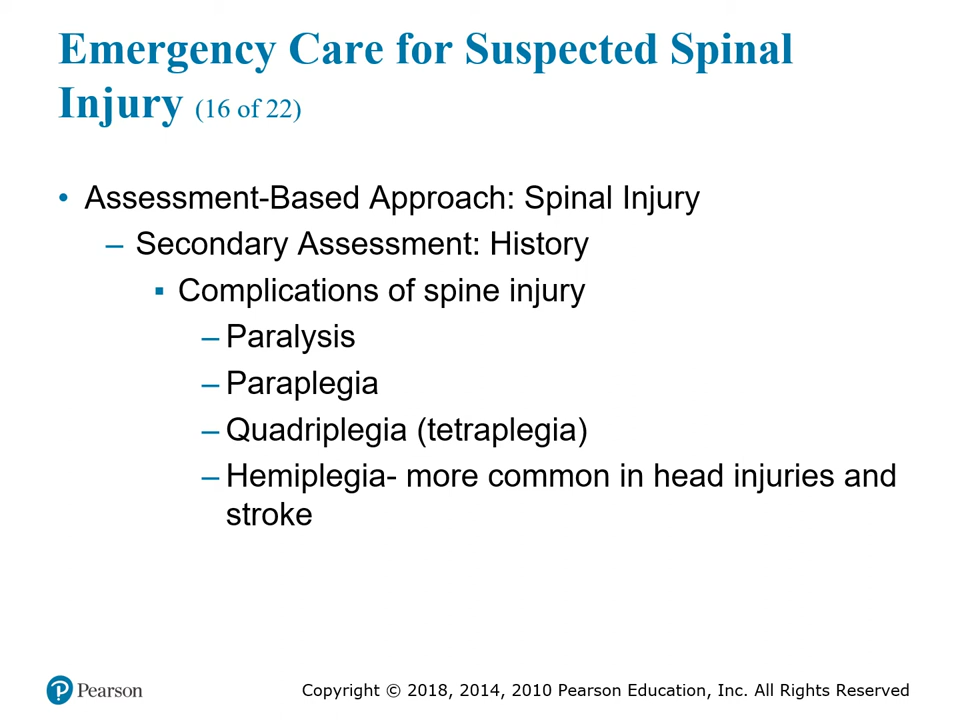 Emergency Care for Suspected Spinal
Injury (16 of 22)
• Assessment-Based Approach: Spinal Injury
– Secondary Assessment: History
▪ Complications of spine injury
– Paralysis
– Paraplegia
– Quadriplegia (tetraplegia)
– Hemiplegia- more common in head injuries and
stroke
Pearson
Copyright © 2018, 2014, 2010 Pearson Education, Inc. All Rights Reserved